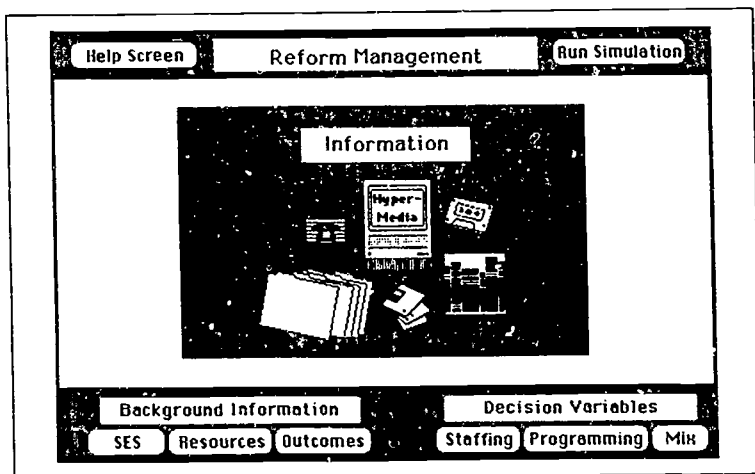 Help Screen
Reform Management
Run Simulation
Information
Hyper-
Media
Background Information
Decision Variables
SES
Resources
Outcomes
Staffing
Programming
Mix